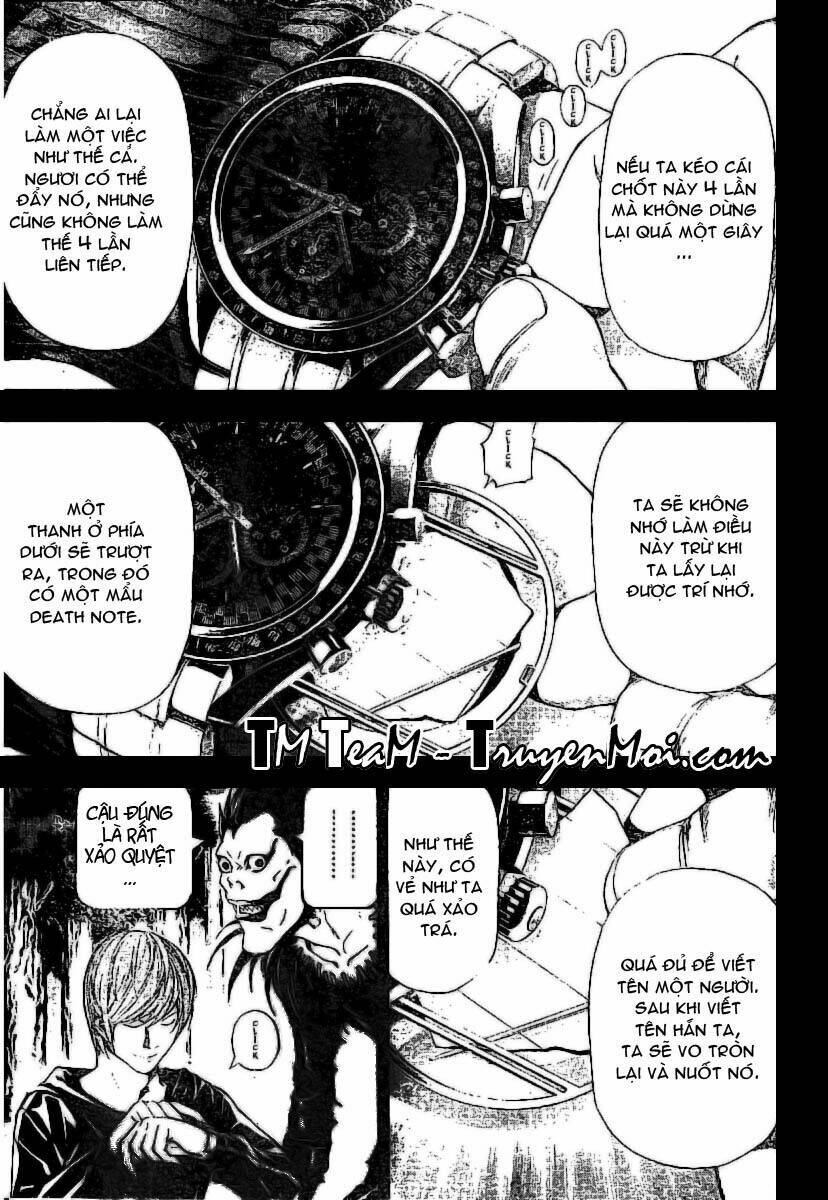 CLICK
CLICK
CLICK
CLICK
NẾU TA KÉO CÁI
CHỐT NÀY 4 LẦN
MÀ KHÔNG DỪNG
LẠI QUÁ MỘT GIÂY
...
CHẲNG AI LẠI
LÀM MỘT VIỆC
NHƯ THẾ CẢ.
NGƯƠI CÓ THỂ
ĐẨY NÓ, NHƯNG
CŨNG KHÔNG LÀM
THẾ 4 LẦN
LIÊN TIẾP.
CLICK
TA SẼ KHÔNG
NHỚ LÀM ĐIỀU
NÀY TRỪ KHI
TA LẤY LẠI
ĐƯỢC TRÍ NHỚ.
MỘT
THANH Ở PHÍA
DƯỚI SẼ TRƯỢT
RA, TRONG ĐÓ
CÓ MỘT MẨU
DEATH NOTE.
TM TEAM - TRUYENMOI.COM
QUÁ ĐỦ ĐỂ VIẾT
TÊN MỘT NGƯỜI.
SAU KHI VIẾT
TÊN HẮN TA,
TA SẼ VO TRÒN
LẠI VÀ NUỐT NÓ.
NHƯ THẾ
NÀY, CÓ
VẺ NHƯ TA
QUÁ XẢO
TRÁ.
CẬU ĐÚNG
LÀ RẤT
XẢO QUYỆT
...
CLICK